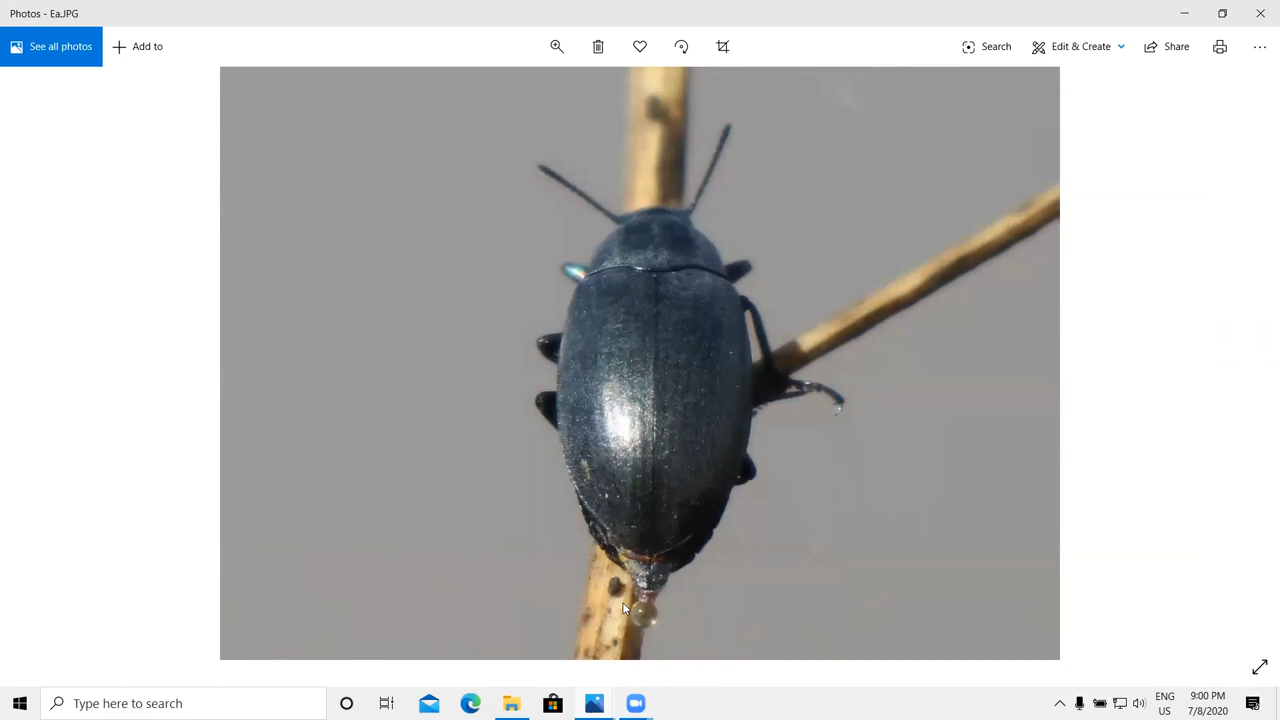 Photos - Ea.JPG
See all photos
Add to
Search
Edit & Create
Share
Type here to search
ENG
US
9:00 PM
7/8/2020